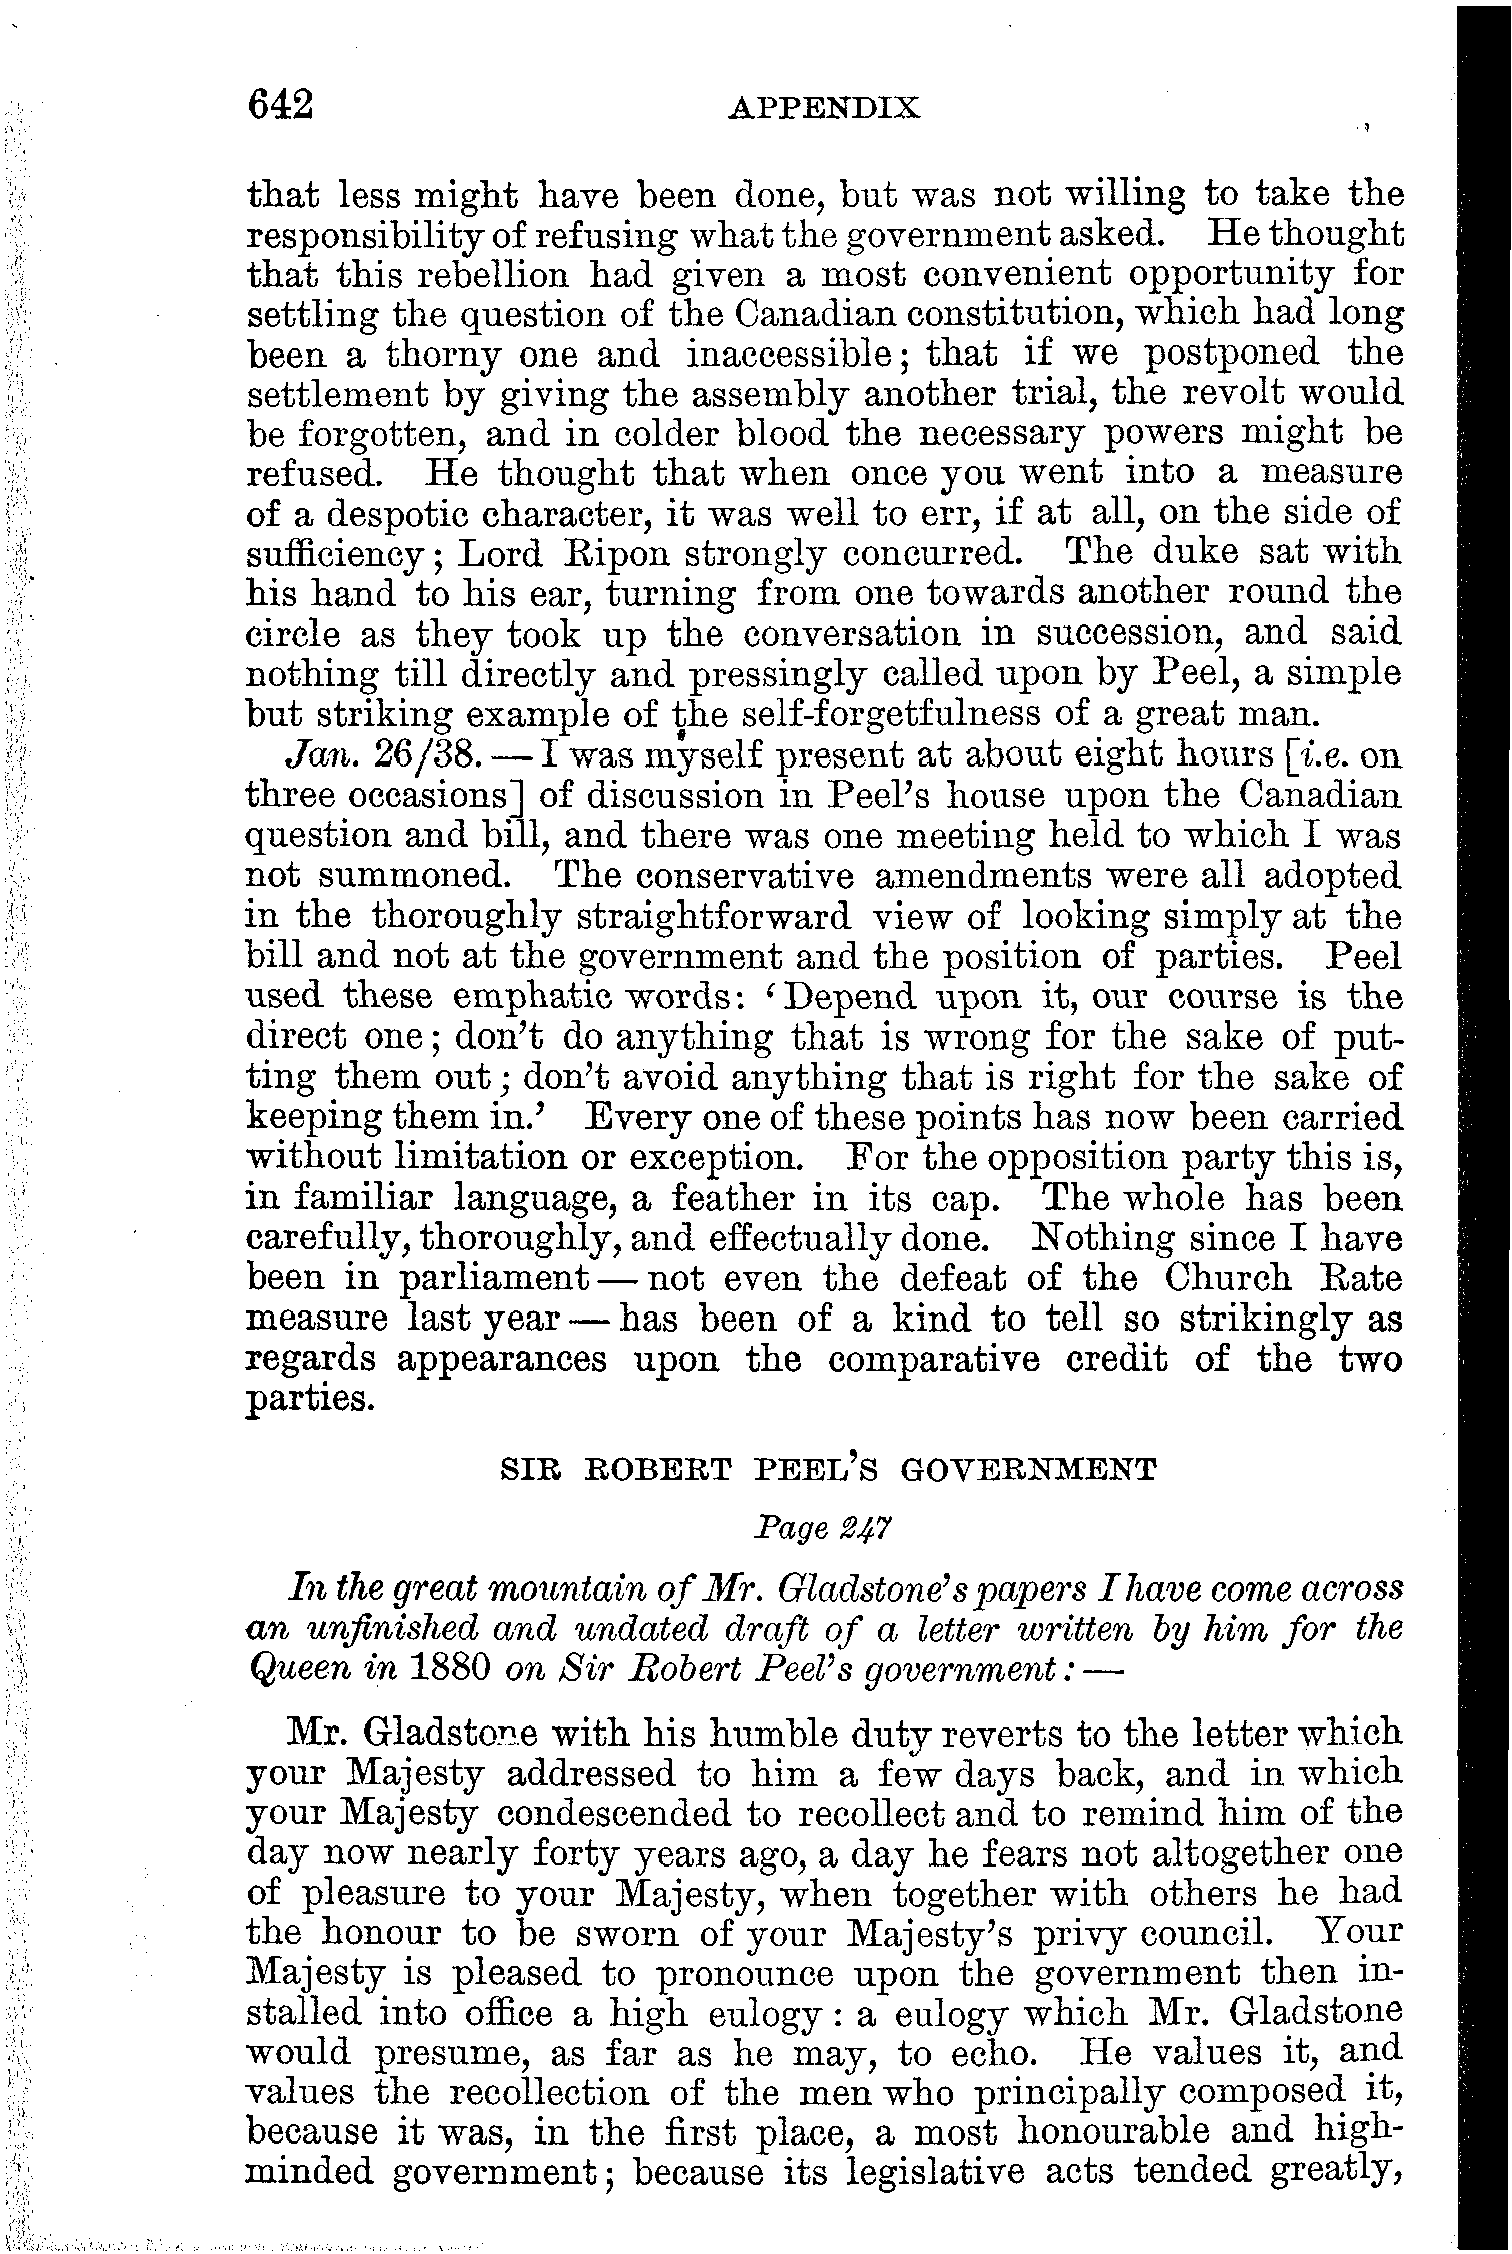 642 APPENDIX
that less might have been done, but was not willing to take the
responsibility of refusing what the government asked. He thought
that this rebellion had given a most convenient opportunity for
settling the question of the Canadian constitution, which had long
been a thorny one and inaccessible; that if we postponed the
settlement by giving the assembly another trial, the revolt would
be forgotten, and in colder blood the necessary powers might be
refused. He thought that when once you went into a measure
of a despotic character, it was well to err, if at all, on the side of
sufficiency; Lord Ripon strongly concurred. The duke sat with
his hand to his ear, turning from one towards another round the
circle as they took up the conversation in succession, and said
nothing till directly and pressingly called upon by Peel, a simple
but striking example of the self-forgetfulness of a great man.
Jan. 26/38.—I was myself present at about eight hours [i.e. on
three occasions] of discussion in Peel's house upon the Canadian
question and bill, and there was one meeting held to which I was
not summoned. The conservative amendments were all adopted
in the thoroughly straightforward view of looking simply at the
bill and not at the government and the position of parties. Peel
used these emphatic words: ‘Depend upon it, our course is the
direct one; don't do anything that is wrong for the sake of put-
ting them out; don't avoid anything that is right for the sake of
keeping them in.’ Every one of these points has now been carried
without limitation or exception. For the opposition party this is,
in familiar language, a feather in its cap. The whole has been
carefully, thoroughly, and effectually done. Nothing since I have
been in parliament—not even the defeat of the Church Rate
measure last year—has been of a kind to tell so strikingly as
regards appearances upon the comparative credit of the two
parties.
SIR ROBERT PEEL'S GOVERNMENT
Page 247
In the great mountain of Mr. Gladstone's papers I have come across
an unfinished and undated draft of a letter written by him for the
Queen in 1880 on Sir Robert Peel's government:—
Mr. Gladstone with his humble duty reverts to the letter which
your Majesty addressed to him a few days back, and in which
your Majesty condescended to recollect and to remind him of the
day now nearly forty years ago, a day he fears not altogether one
of pleasure to your Majesty, when together with others he had
the honour to be sworn of your Majesty's privy council. Your
Majesty is pleased to pronounce upon the government then in-
stalled into office a high eulogy: a eulogy which Mr. Gladstone
would presume, as far as he may, to echo. He values it, and
values the recollection of the men who principally composed it,
because it was, in the first place, a most honourable and high-
minded government; because its legislative acts tended greatly,